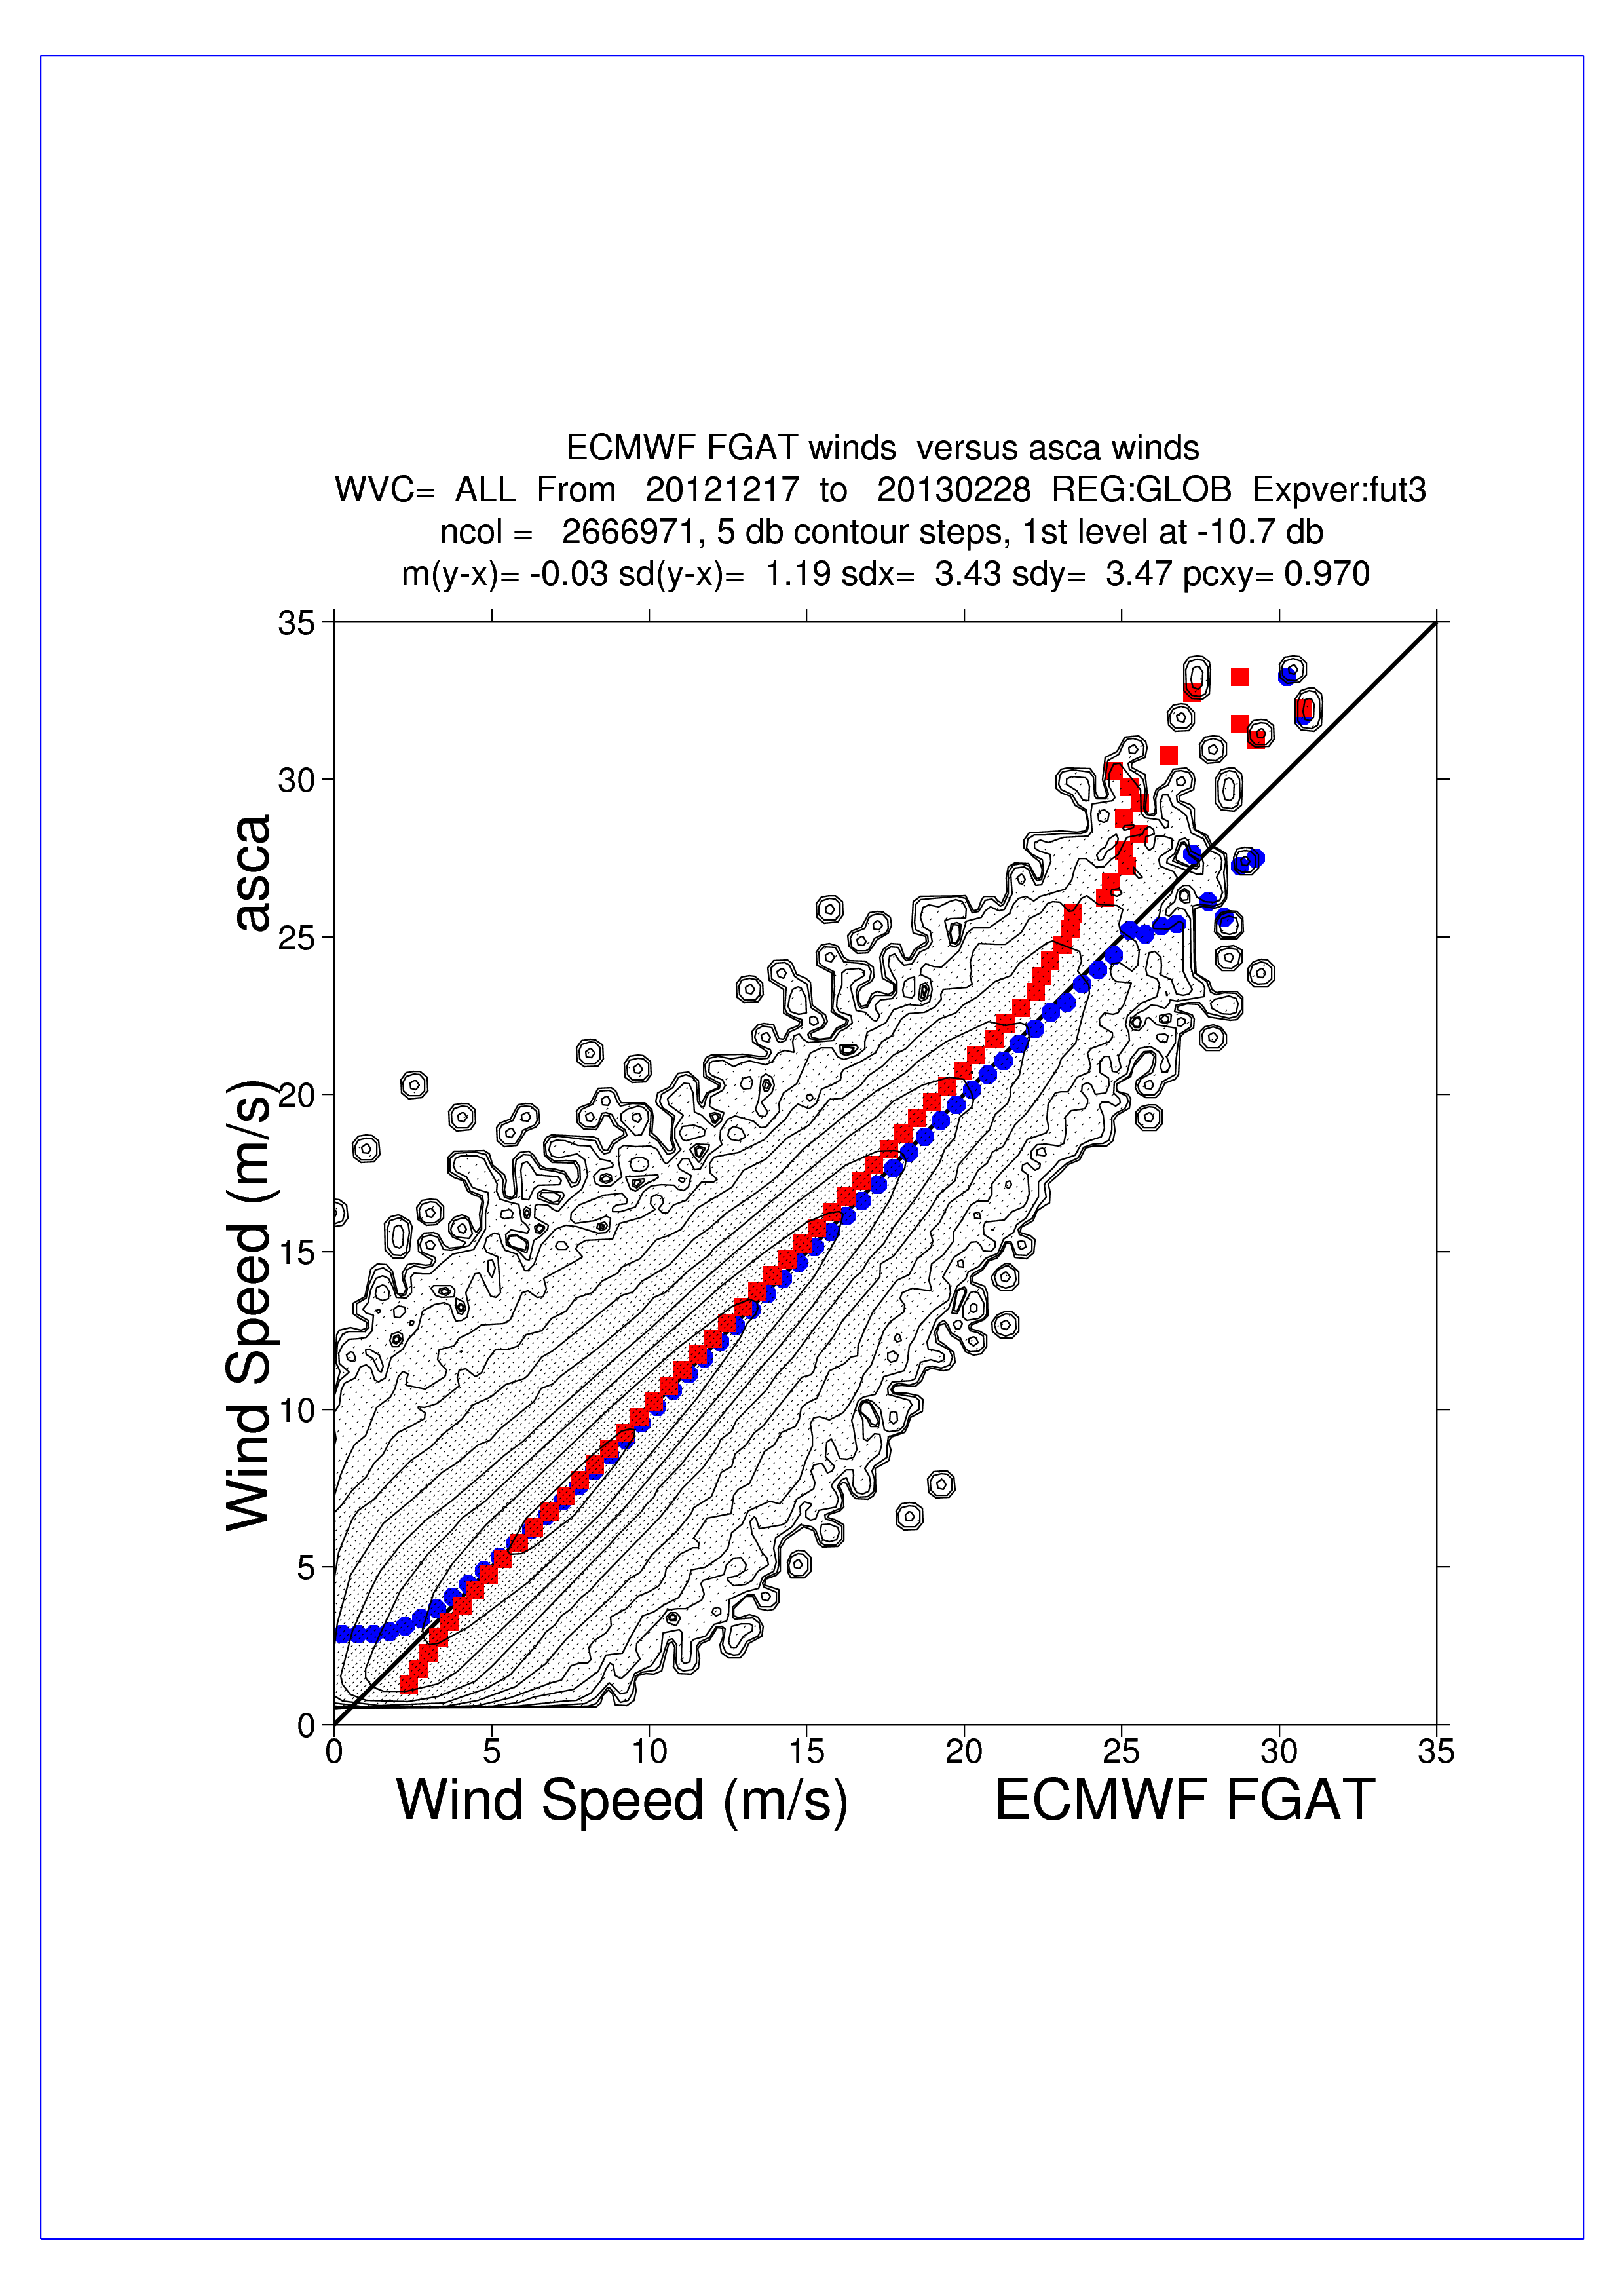 ECMWF FGAT winds  versus asca winds
WVC=  ALL  From   20121217  to   20130228  REG:GLOB  Expver:fut3
ncol =   2666971, 5 db contour steps, 1st level at -10.7 db
m(y-x)= -0.03 sd(y-x)=  1.19 sdx=  3.43 sdy=  3.47 pcxy= 0.970
35
30
25
20
15
10
5
0
Wind Speed (m/s)  asca
0 5 10 15 20 25 30 35
Wind Speed (m/s)  ECMWF FGAT